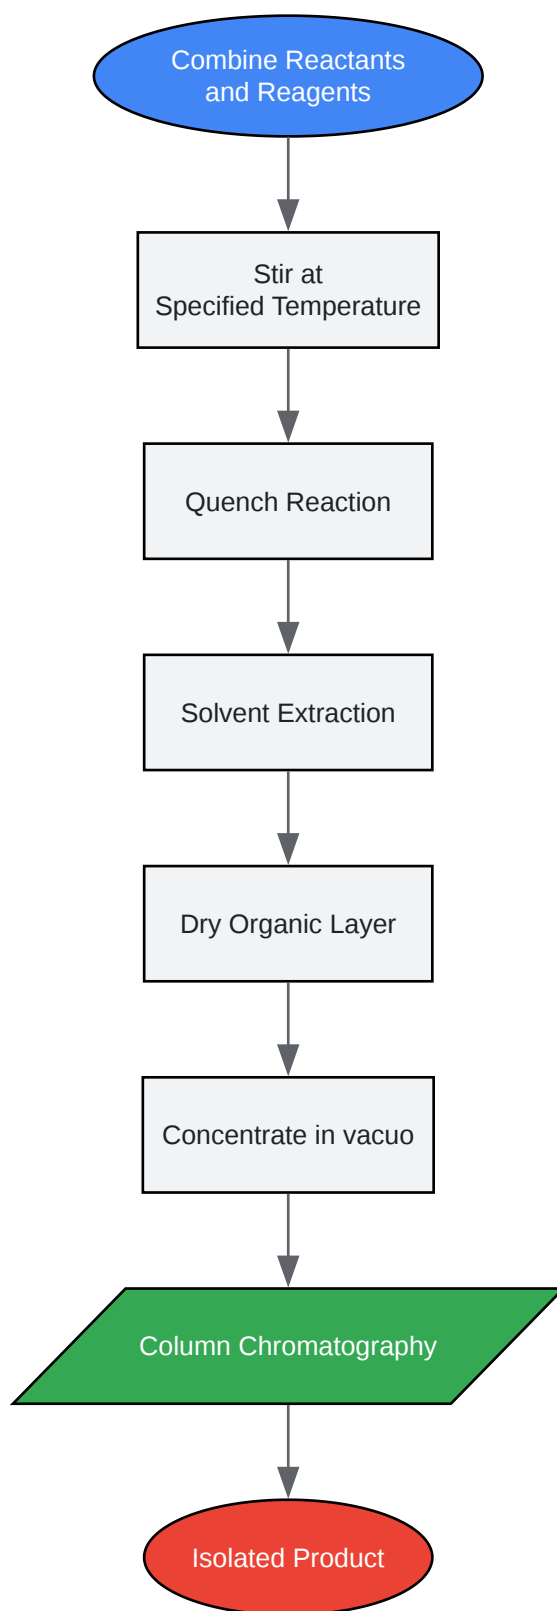 Combine Reactants
and Reagents
Stir at
Specified Temperature
Quench Reaction
Solvent Extraction
Dry Organic Layer
Concentrate in vacuo
Column Chromatography
Isolated Product